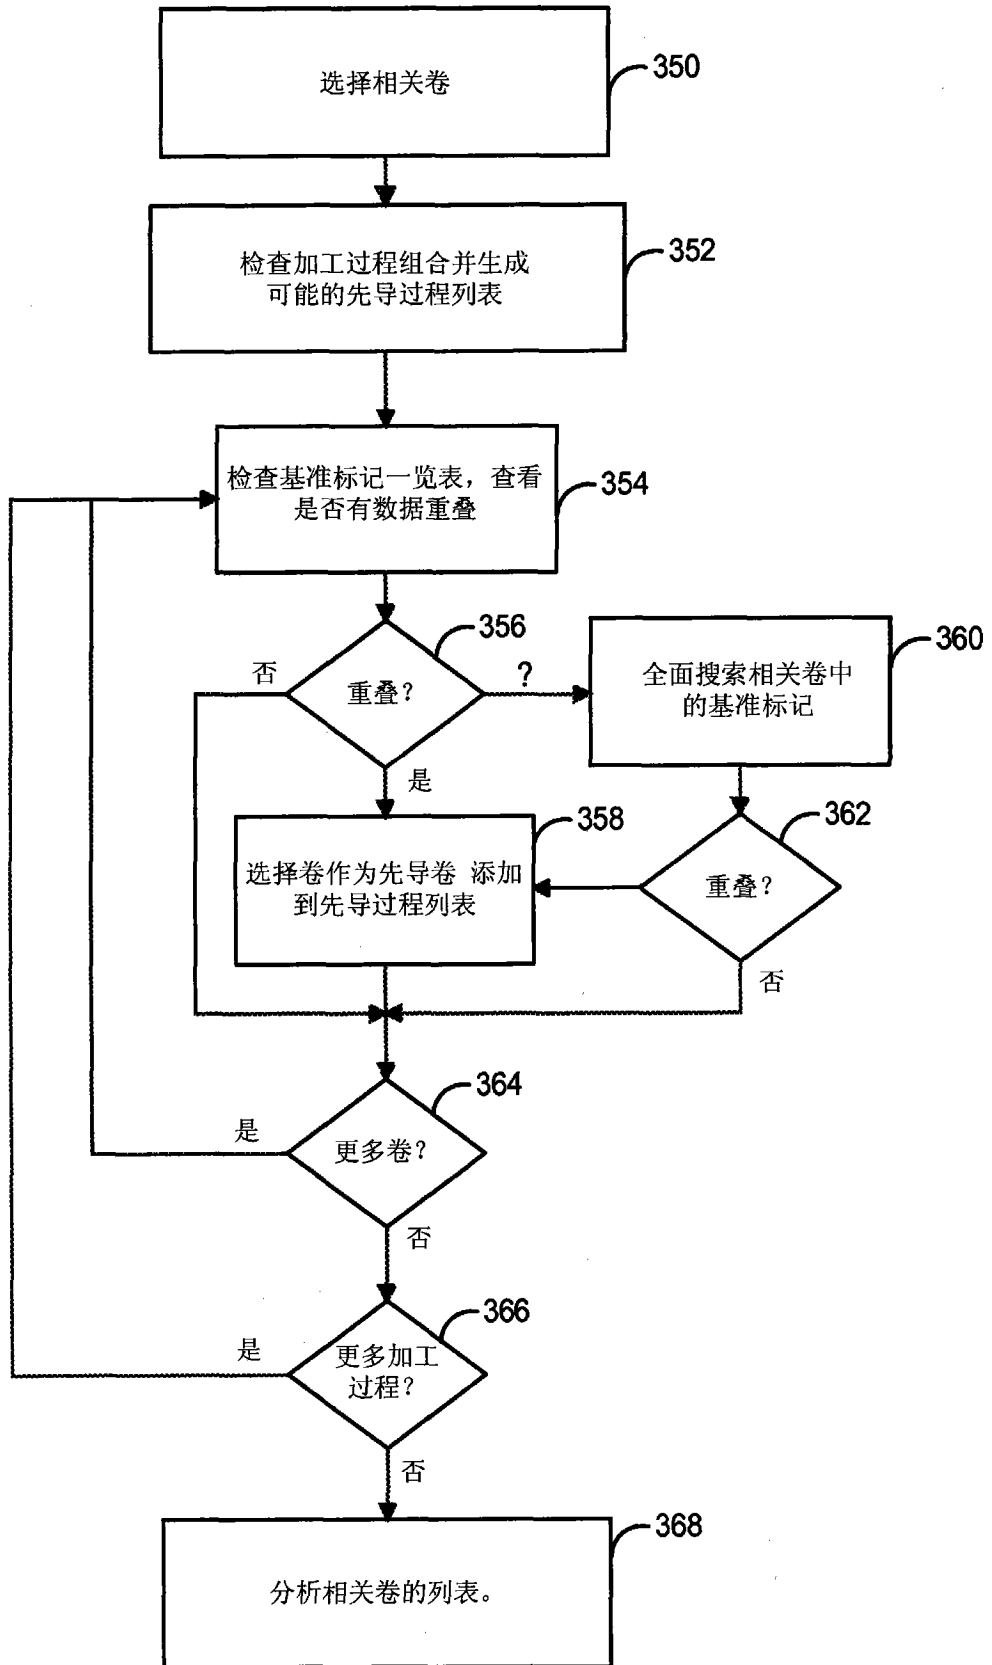 选择相关卷
350
检查加工过程组合并生成
可能的先导过程列表
352
检查基准标记一览表，查看
是否有数据重叠
354
重叠？
356
否
?
是
全面搜索相关卷中
的基准标记
360
选择卷作为先导卷 添加
到先导过程列表
358
重叠？
362
否
更多卷？
364
是
否
更多加工
过程？
366
是
否
分析相关卷的列表。
368